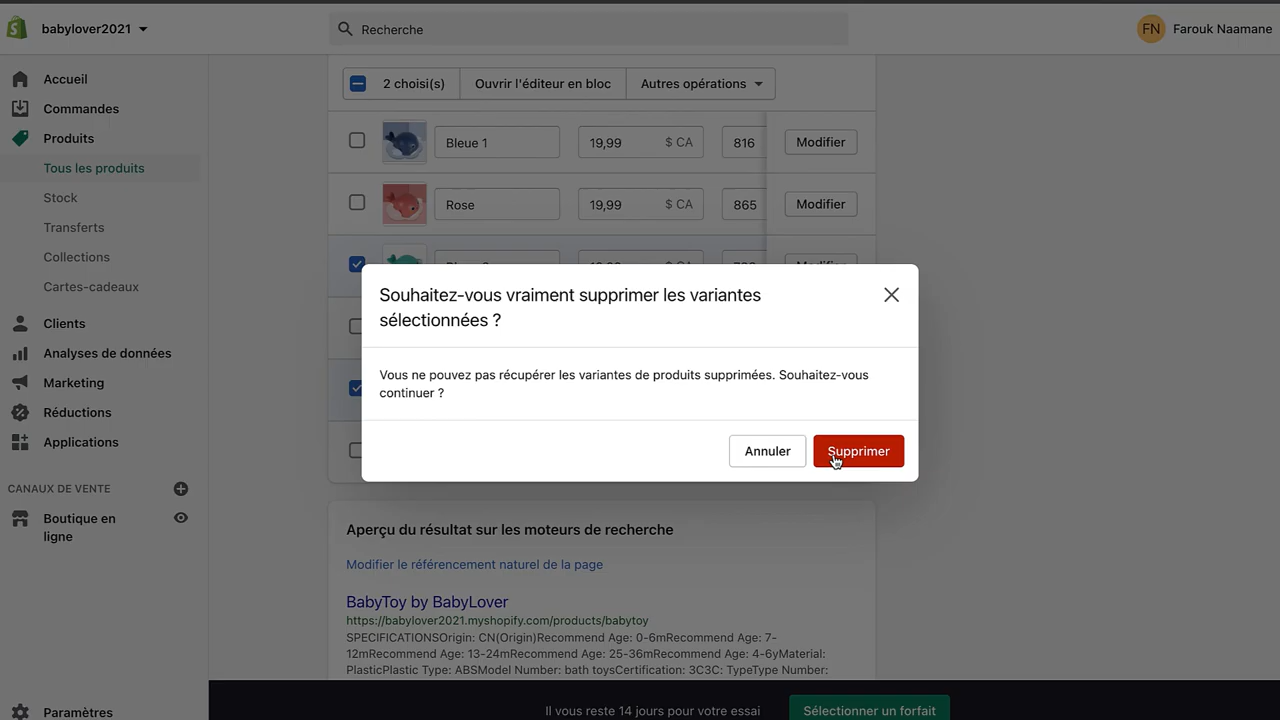 babylover2021
Recherche
FN Farouk Naamane
Accueil
Commandes
Produits
Tous les produits
Stock
Transferts
Collections
Cartes-cadeaux
Clients
Analyses de données
Marketing
Réductions
Applications
CANAUX DE VENTE
Boutique en
ligne
Paramètres
2 choisi(s) Ouvrir l'éditeur en bloc Autres opérations
Bleue 1 19,99 $ CA 816 Modifier
Rose 19,99 $ CA 865 Modifier
Souhaitez-vous vraiment supprimer les variantes
sélectionnées ?
Vous ne pouvez pas récupérer les variantes de produits supprimées. Souhaitez-vous
continuer ?
Annuler Supprimer
Aperçu du résultat sur les moteurs de recherche
Modifier le référencement naturel de la page
BabyToy by BabyLover
https://babylover2021.myshopify.com/products/babytoy
SPECIFICATIONSOrigin: CN(Origin)Recommend Age: 0-6mRecommend Age: 7-
12mRecommend Age: 13-24mRecommend Age: 25-36mRecommend Age: 4-6yMaterial:
PlasticPlastic Type: ABSModel Number: bath toysCertification: 3C3C: TypeType Number:
Il vous reste 14 jours pour votre essai Sélectionner un forfait